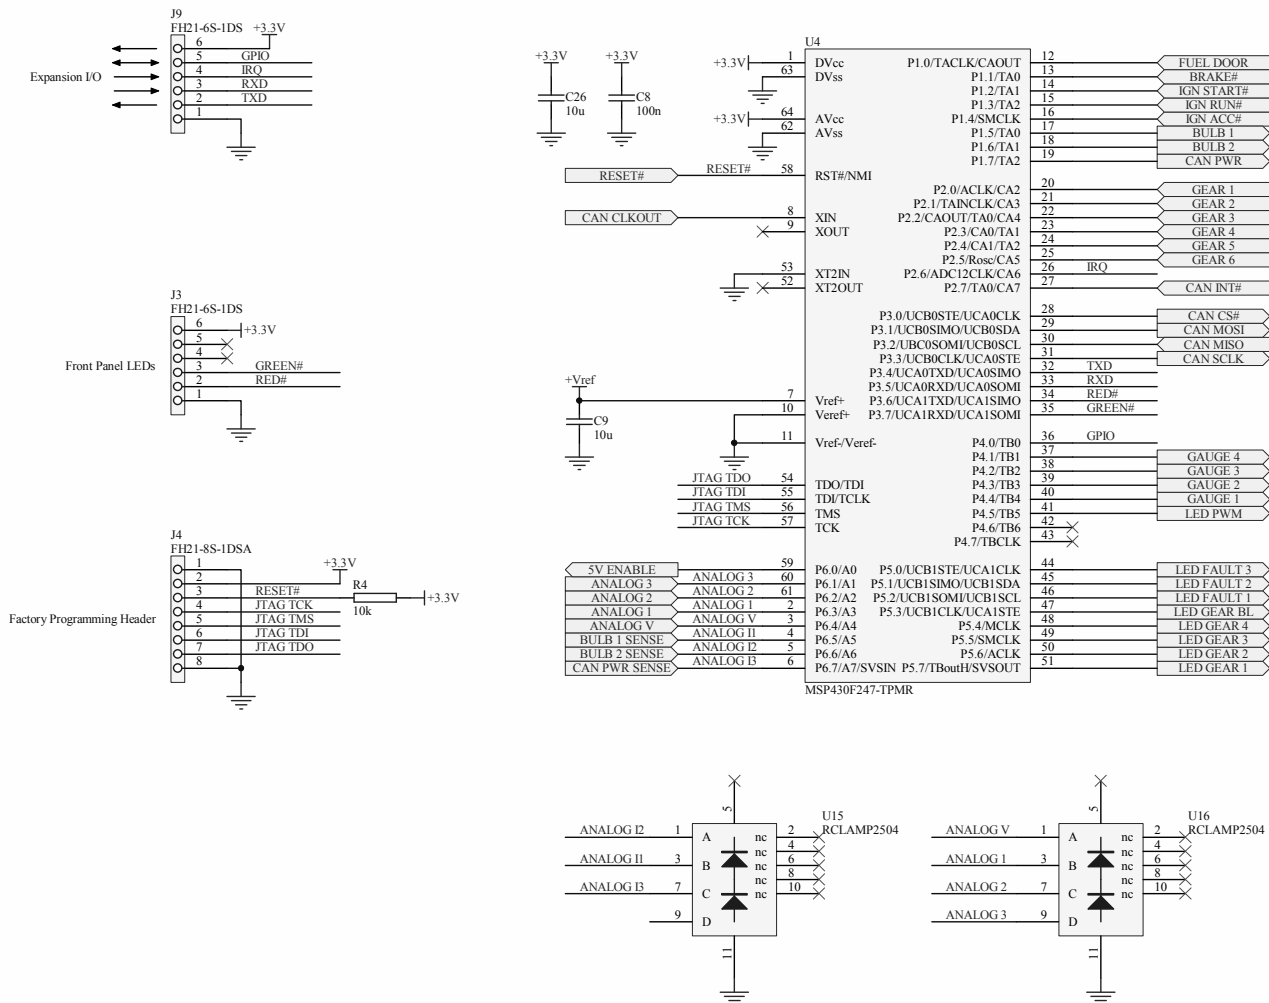 J9
FH21-6S-1DS
+3.3V
6
5 GPIO
4 IRQ
3 RXD
2 TXD
1
Expansion I/O
J3
FH21-6S-1DS
6 +3.3V
5
4
3 GREEN#
2 RED#
1
Front Panel LEDs
J4
FH21-8S-1DSA
+3.3V
1
2
3 RESET#
4 JTAG TCK
5 JTAG TMS
6 JTAG TDI
7 JTAG TDO
8
R4
10k
+3.3V
Factory Programming Header
+3.3V
C26
10u
+3.3V
C8
100n
U4
+3.3V 1 DVcc
63 DVss
+3.3V 64 AVcc
62 AVss
RESET# RESET# 58 RST#/NMI
CAN CLKOUT 8 XIN
9 XOUT
53 XT2IN
52 XT2OUT
+Vref
C9
10u
7 Vref+
10 Veref+
11 Vref-/Veref-
JTAG TDO 54 TDO/TDI
JTAG TDI 55 TDI/TCLK
JTAG TMS 56 TMS
JTAG TCK 57 TCK
5V ENABLE 59 P6.0/A0
ANALOG 3 ANALOG 3 60 P6.1/A1
ANALOG 2 ANALOG 2 61 P6.2/A2
ANALOG 1 ANALOG 1 2 P6.3/A3
ANALOG V ANALOG V 3 P6.4/A4
BULB 1 SENSE ANALOG I1 4 P6.5/A5
BULB 2 SENSE ANALOG I2 5 P6.6/A6
CAN PWR SENSE ANALOG I3 6 P6.7/A7/SVSIN
P1.0/TACLK/CAOUT 12 FUEL DOOR
P1.1/TA0 13 BRAKE#
P1.2/TA1 14 IGN START#
P1.3/TA2 15 IGN RUN#
P1.4/SMCLK 16 IGN ACC#
P1.5/TA0 17 BULB 1
P1.6/TA1 18 BULB 2
P1.7/TA2 19 CAN PWR
P2.0/ACLK/CA2 20 GEAR 1
P2.1/TAINCLK/CA3 21 GEAR 2
P2.2/CAOUT/TA0/CA4 22 GEAR 3
P2.3/CA0/TA1 23 GEAR 4
P2.4/CA1/TA2 24 GEAR 5
P2.5/Rosc/CA5 25 GEAR 6
P2.6/ADC12CLK/CA6 26 IRQ
P2.7/TA0/CA7 27 CAN INT#
P3.0/UCB0STE/UCA0CLK 28 CAN CS#
P3.1/UCB0SIMO/UCB0SDA 29 CAN MOSI
P3.2/UBC0SOMI/UCB0SCL 30 CAN MISO
P3.3/UCB0CLK/UCA0STE 31 CAN SCLK
P3.4/UCA0TXD/UCA0SIMO 32 TXD
P3.5/UCA0RXD/UCA0SOMI 33 RXD
P3.6/UCA1TXD/UCA1SIMO 34 RED#
P3.7/UCA1RXD/UCA1SOMI 35 GREEN#
P4.0/TB0 36 GPIO
P4.1/TB1 37 GAUGE 4
P4.2/TB2 38 GAUGE 3
P4.3/TB3 39 GAUGE 2
P4.4/TB4 40 GAUGE 1
P4.5/TB5 41 LED PWM
P4.6/TB6 42
P4.7/TBCLK 43
P5.0/UCB1STE/UCA1CLK 44 LED FAULT 3
P5.1/UCB1SIMO/UCB1SDA 45 LED FAULT 2
P5.2/UCB1SOMI/UCB1SCL 46 LED FAULT 1
P5.3/UCB1CLK/UCA1STE 47 LED GEAR BL
P5.4/MCLK 48 LED GEAR 4
P5.5/SMCLK 49 LED GEAR 3
P5.6/ACLK 50 LED GEAR 2
P5.7/TBoutH/SVSOUT 51 LED GEAR 1
MSP430F247-TPMR
U15
RCLAMP2504
5
ANALOG I2 1 A nc 2
nc 4
ANALOG I1 3 B nc 6
nc 8
ANALOG I3 7 C nc 10
9 D
11
U16
RCLAMP2504
5
ANALOG V 1 A nc 2
nc 4
ANALOG 1 3 B nc 6
nc 8
ANALOG 2 7 C nc 10
ANALOG 3 9 D
11